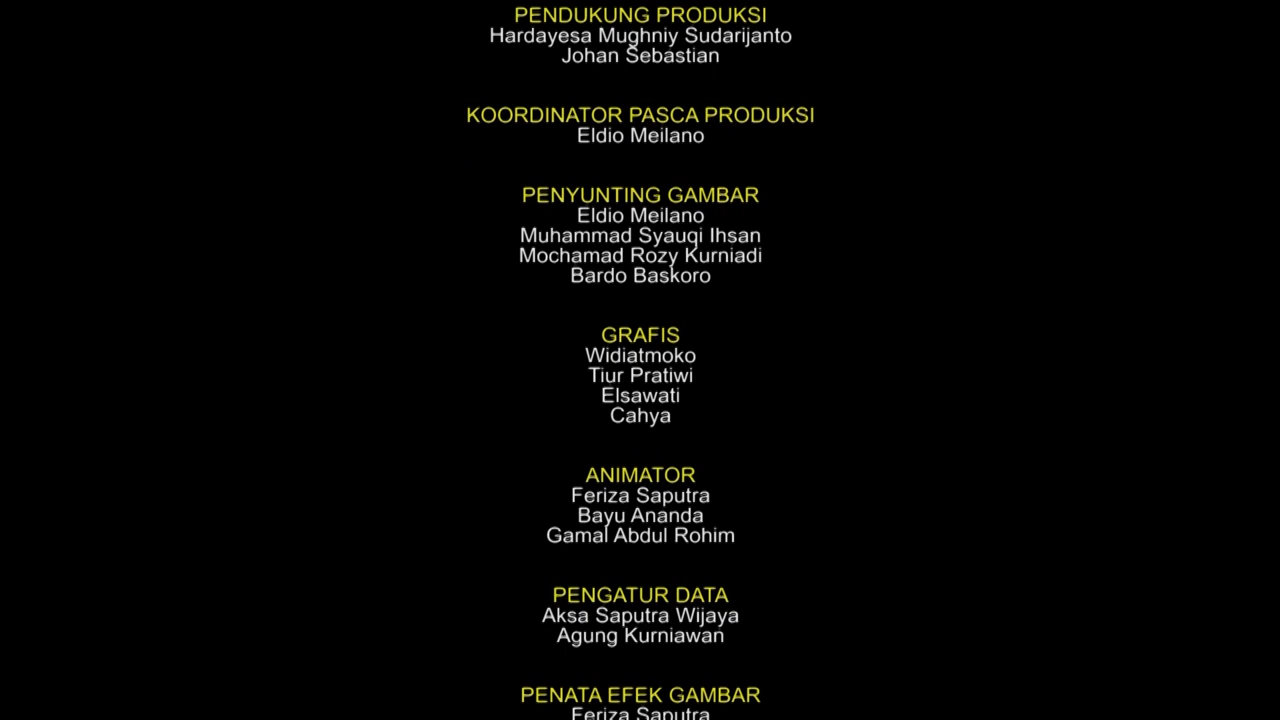 PENDUKUNG PRODUKSI
Hardayesa Mughniy Sudarijanto
Johan Sebastian
KOORDINATOR PASCA PRODUKSI
Eldio Meilano
PENYUNTING GAMBAR
Eldio Meilano
Muhammad Syauqi Ihsan
Mochamad Rozy Kurniadi
Bardo Baskoro
GRAFIS
Widiatmoko
Tiur Pratiwi
Elsawati
Cahya
ANIMATOR
Feriza Saputra
Bayu Ananda
Gamal Abdul Rohim
PENGATUR DATA
Aksa Saputra Wijaya
Agung Kurniawan
PENATA EFEK GAMBAR
Feriza Saputra